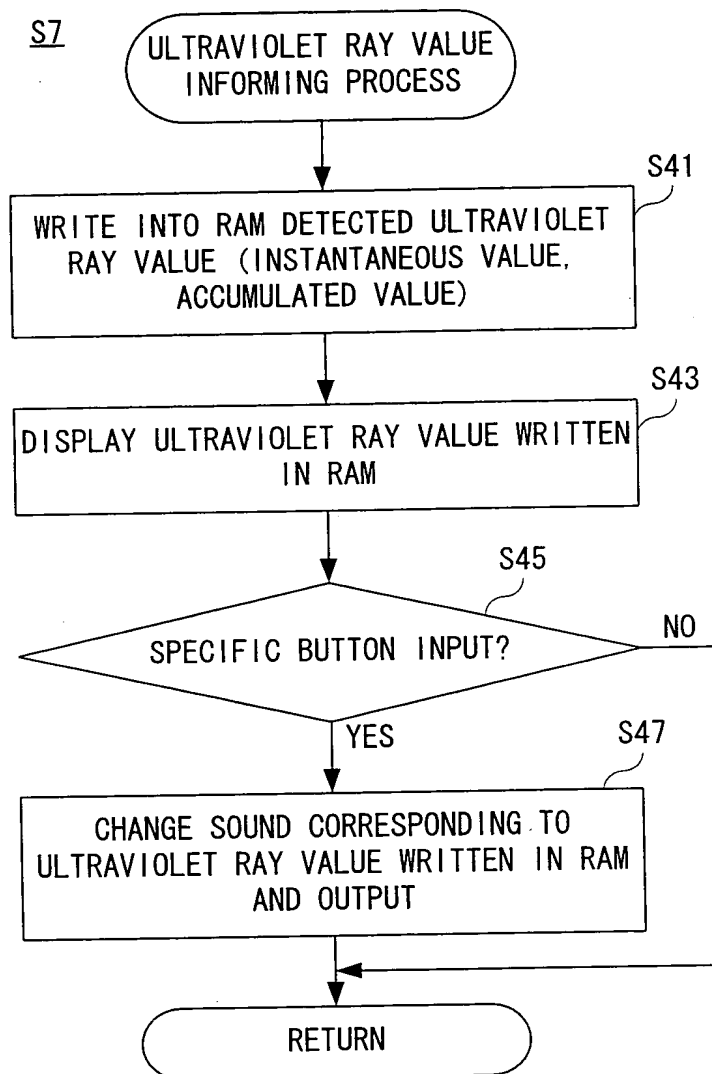 S7
ULTRAVIOLET RAY VALUE
INFORMING PROCESS
S41
WRITE INTO RAM DETECTED ULTRAVIOLET
RAY VALUE (INSTANTANEOUS VALUE,
ACCUMULATED VALUE)
S43
DISPLAY ULTRAVIOLET RAY VALUE WRITTEN
IN RAM
S45
SPECIFIC BUTTON INPUT?
NO
YES
S47
CHANGE SOUND CORRESPONDING TO
ULTRAVIOLET RAY VALUE WRITTEN IN RAM
AND OUTPUT
RETURN